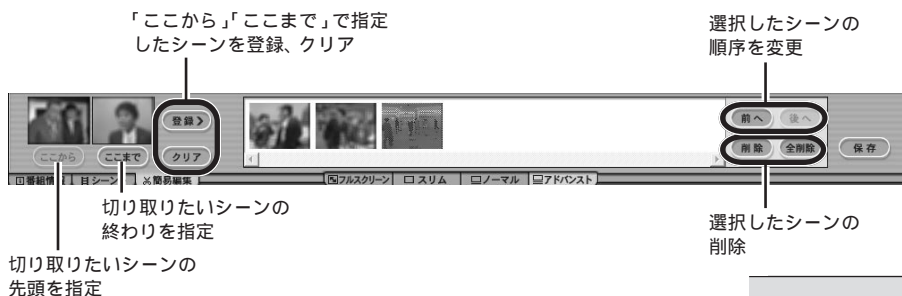 「ここから」「ここまで」で指定
したシーンを登録、クリア
選択したシーンの
順序を変更
登録
前へ
後へ
ここから
ここまで
クリア
削除
全削除
保存
番組情報
シーン
簡易編集
フルスクリーン
スリム
ノーマル
アドバンスト
切り取りたいシーンの
終わりを指定
選択したシーンの
削除
切り取りたいシーンの
先頭を指定